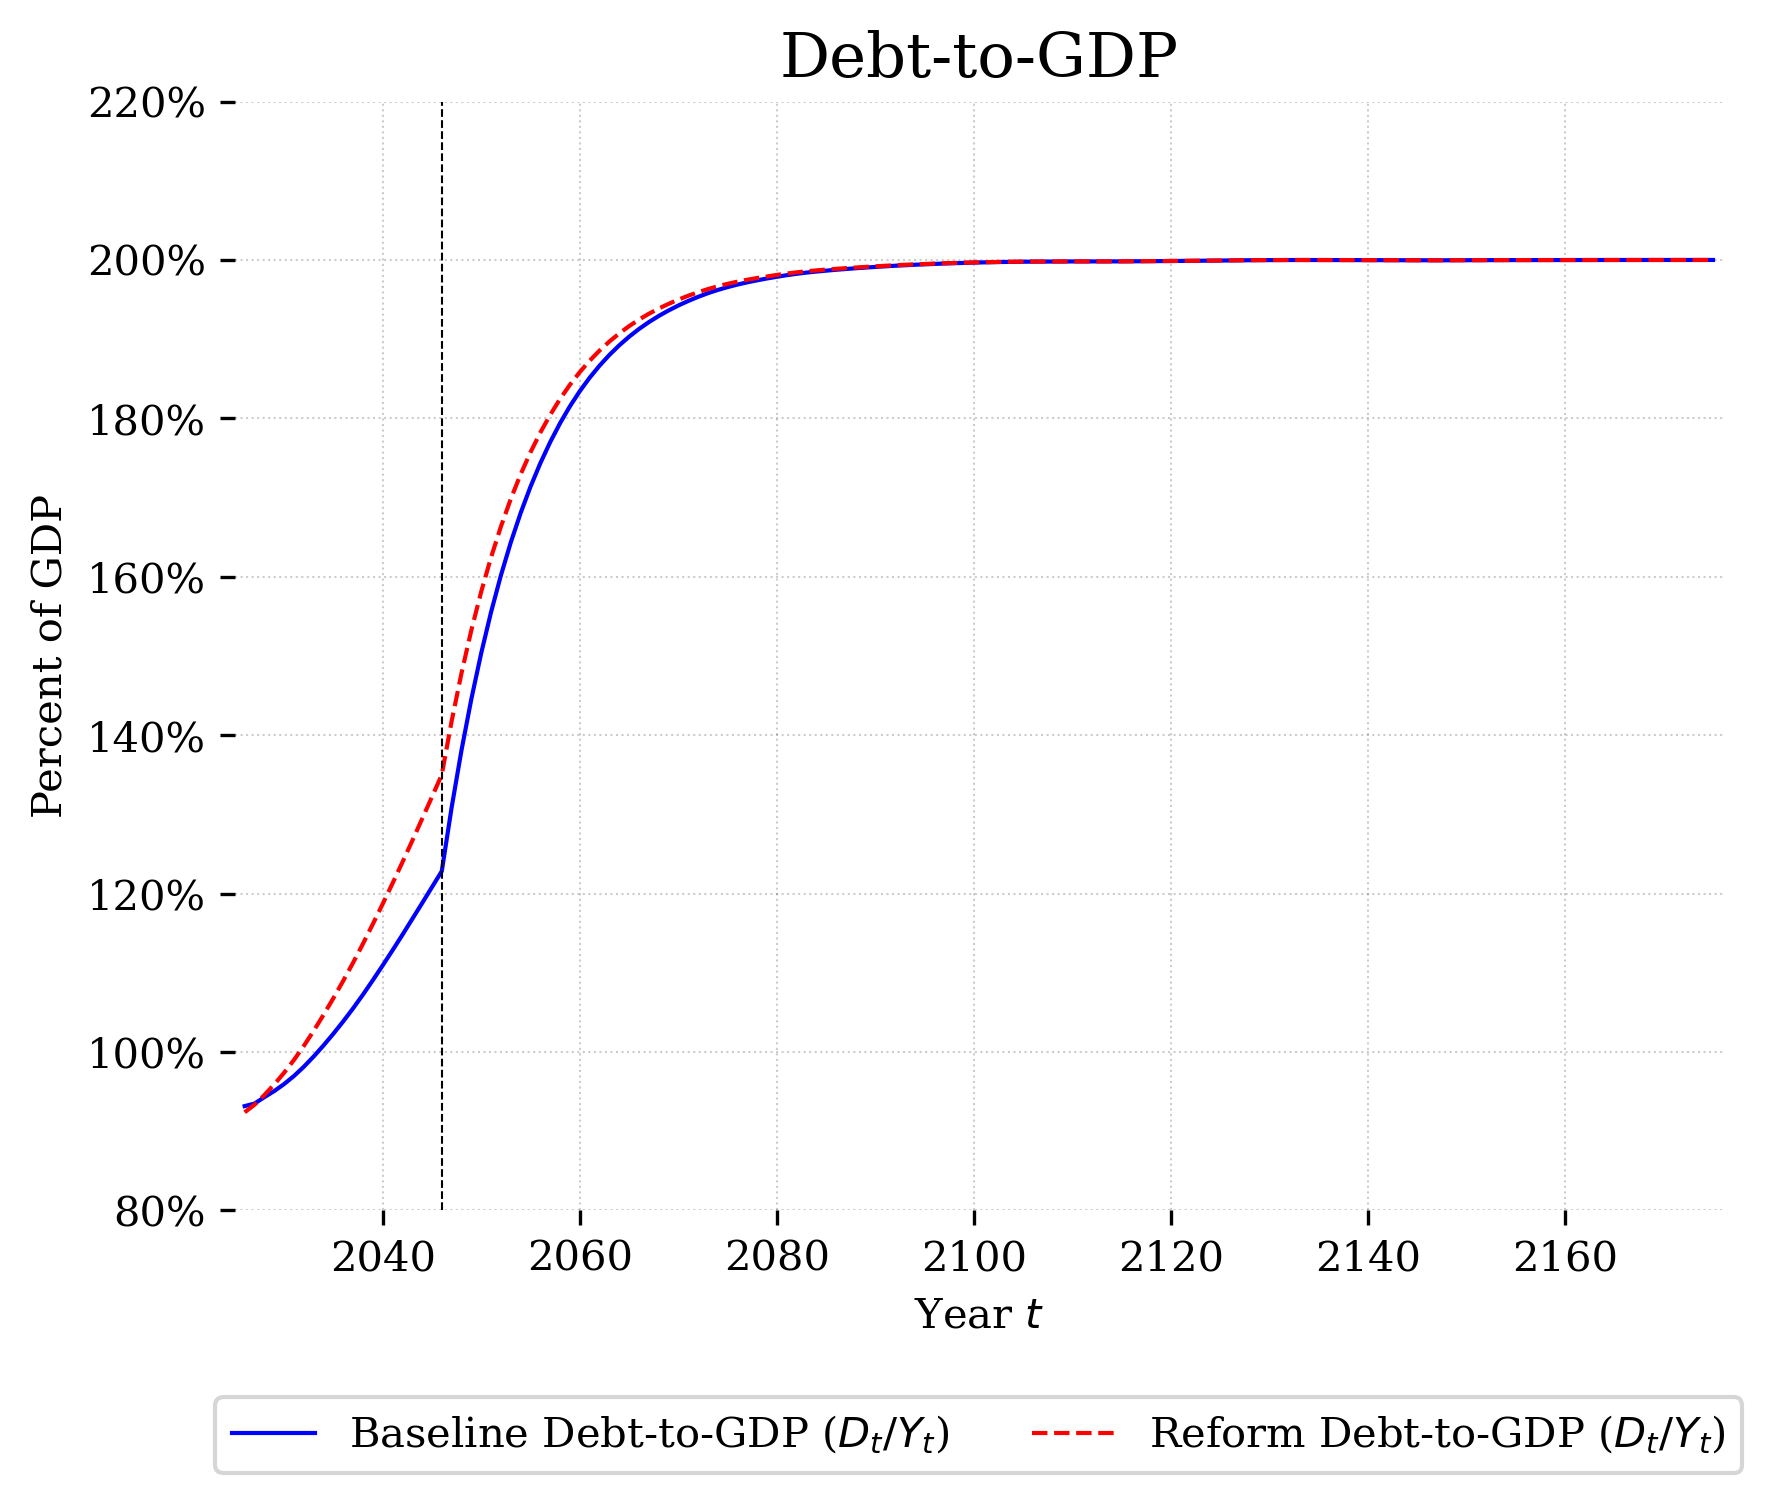 Debt-to-GDP
220%
200%
180%
160%
140%
120%
100%
80%
Percent of GDP
2040 2060 2080 2100 2120 2140 2160
Year t
Baseline Debt-to-GDP (Dₜ/Yₜ) Reform Debt-to-GDP (Dₜ/Yₜ)